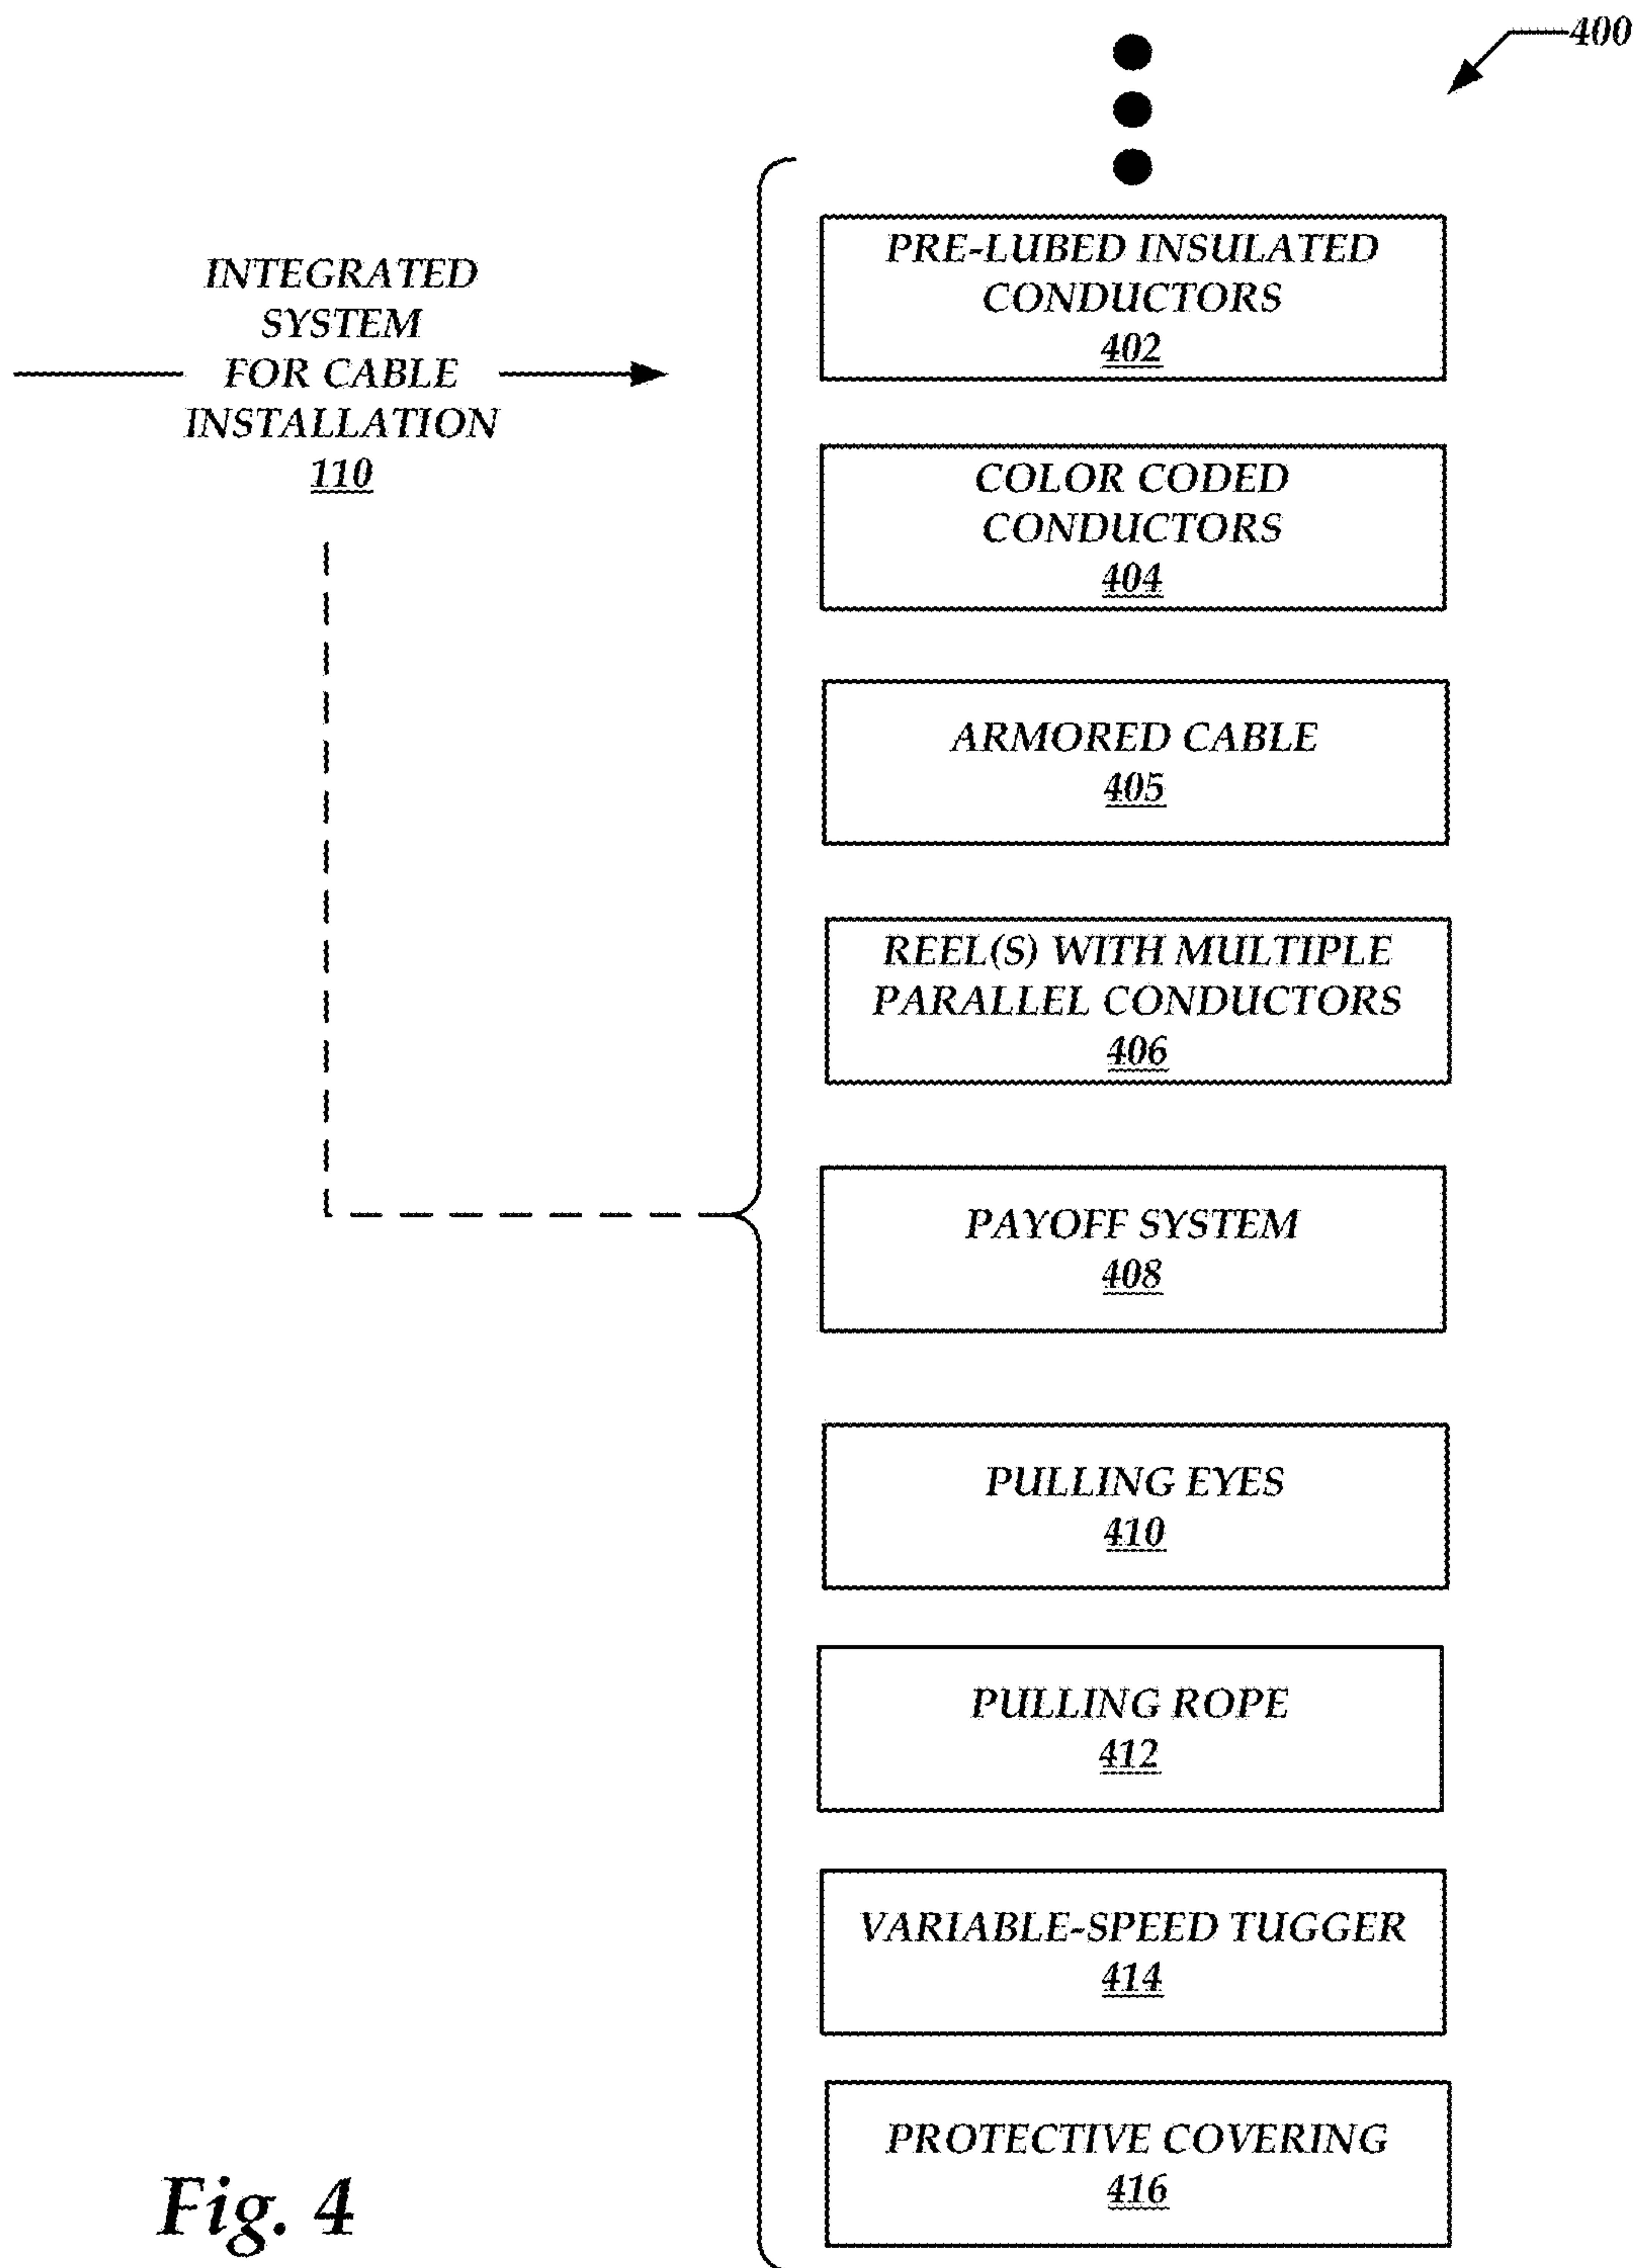 400
INTEGRATED
SYSTEM
FOR CABLE
INSTALLATION
110
PRE-LUBED INSULATED
CONDUCTORS
402
COLOR CODED
CONDUCTORS
404
ARMORED CABLE
405
REEL(S) WITH MULTIPLE
PARALLEL CONDUCTORS
406
PAYOFF SYSTEM
408
PULLING EYES
410
PULLING ROPE
412
VARIABLE-SPEED TUGGER
414
PROTECTIVE COVERING
416
Fig. 4